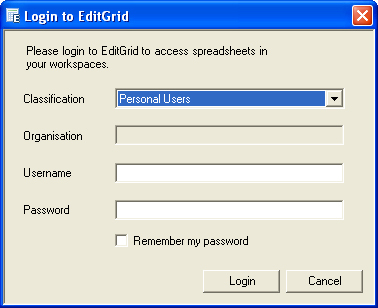 Login to EditGrid
Please login to EditGrid to access spreadsheets in
your workspaces.
Classification
Personal Users
Organisation
Username
Password
Remember my password
Login
Cancel